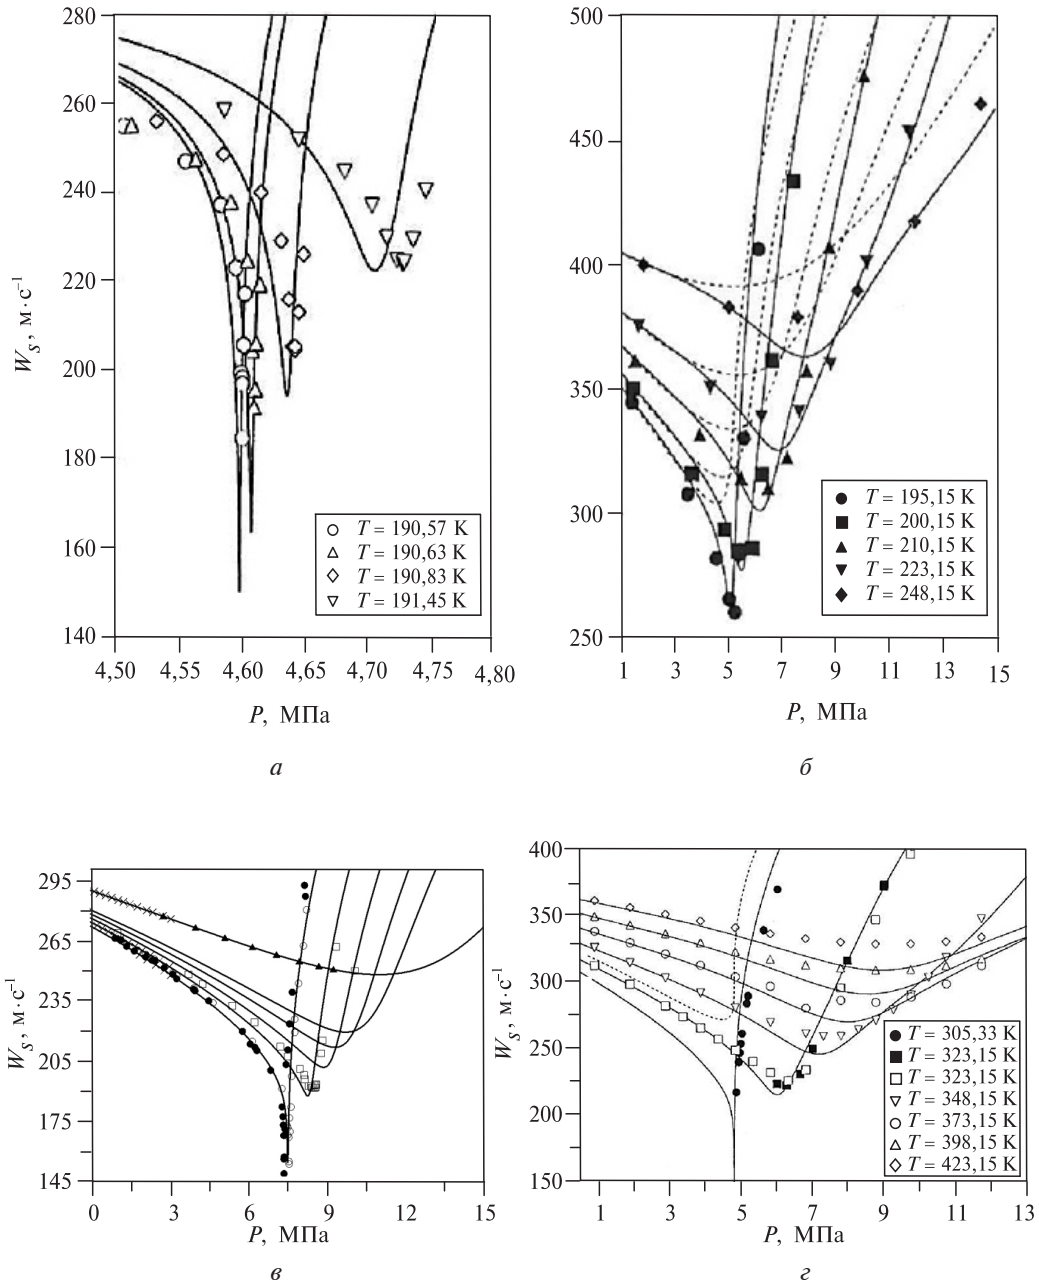 280
260
240
220
200
180
160
140
W_S, м·с⁻¹
4,50 4,55 4,60 4,65 4,70 4,75 4,80
P, МПа
T = 190,57 K
T = 190,63 K
T = 190,83 K
T = 191,45 K
а
500
450
400
350
300
250
1 3 5 7 9 11 13 15
P, МПа
T = 195,15 K
T = 200,15 K
T = 210,15 K
T = 223,15 K
T = 248,15 K
б
295
265
235
205
175
145
W_S, м·с⁻¹
0 3 6 9 12 15
P, МПа
в
400
350
300
250
200
150
W_S, м·с⁻¹
1 3 5 7 9 11 13
P, МПа
T = 305,33 K
T = 323,15 K
T = 323,15 K
T = 348,15 K
T = 373,15 K
T = 398,15 K
T = 423,15 K
г